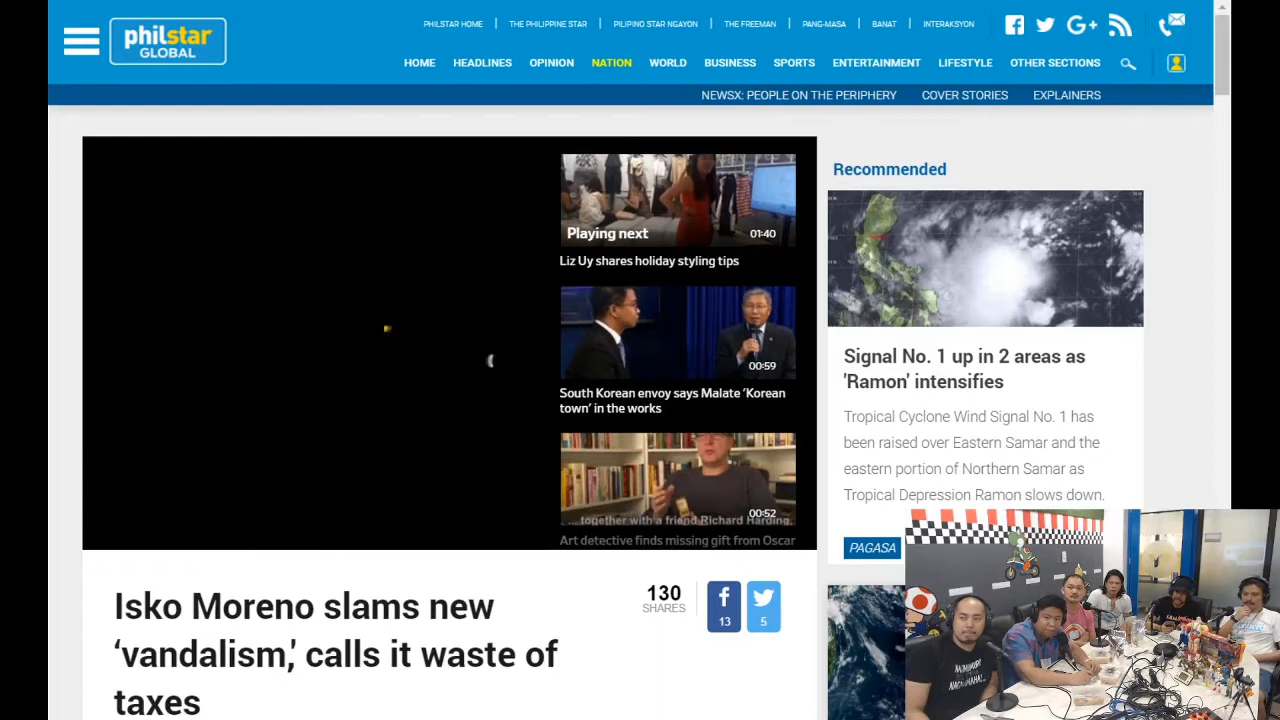 PHILSTAR HOME
THE PHILIPPINE STAR
PILIPINO STAR NGAYON
THE FREEMAN
PANG-MASA
BANAT
INTERAKSYON
philstar
GLOBAL
HOME
HEADLINES
OPINION
NATION
WORLD
BUSINESS
SPORTS
ENTERTAINMENT
LIFESTYLE
OTHER SECTIONS
NEWSX: PEOPLE ON THE PERIPHERY
COVER STORIES
EXPLAINERS
Playing next
01:40
Liz Uy shares holiday styling tips
00:59
South Korean envoy says Malate ‘Korean
town’ in the works
... together with a friend Richard Harding,
00:52
Art detective finds missing gift from Oscar
Recommended
Signal No. 1 up in 2 areas as
'Ramon' intensifies
Tropical Cyclone Wind Signal No. 1 has
been raised over Eastern Samar and the
eastern portion of Northern Samar as
Tropical Depression Ramon slows down.
PAGASA
Isko Moreno slams new
‘vandalism,’ calls it waste of
taxes
130
SHARES
13
5